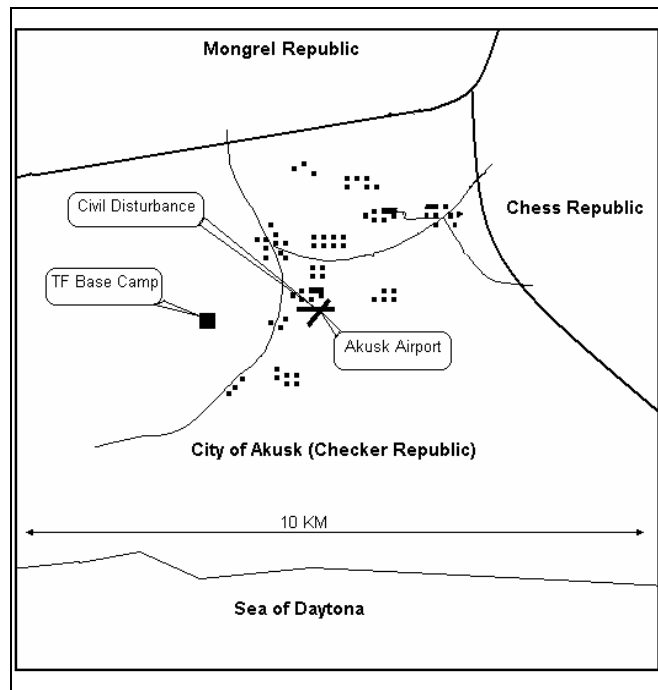 Mongrel Republic
Civil Disturbance
Chess Republic
TF Base Camp
Akusk Airport
City of Akusk (Checker Republic)
10 KM
Sea of Daytona